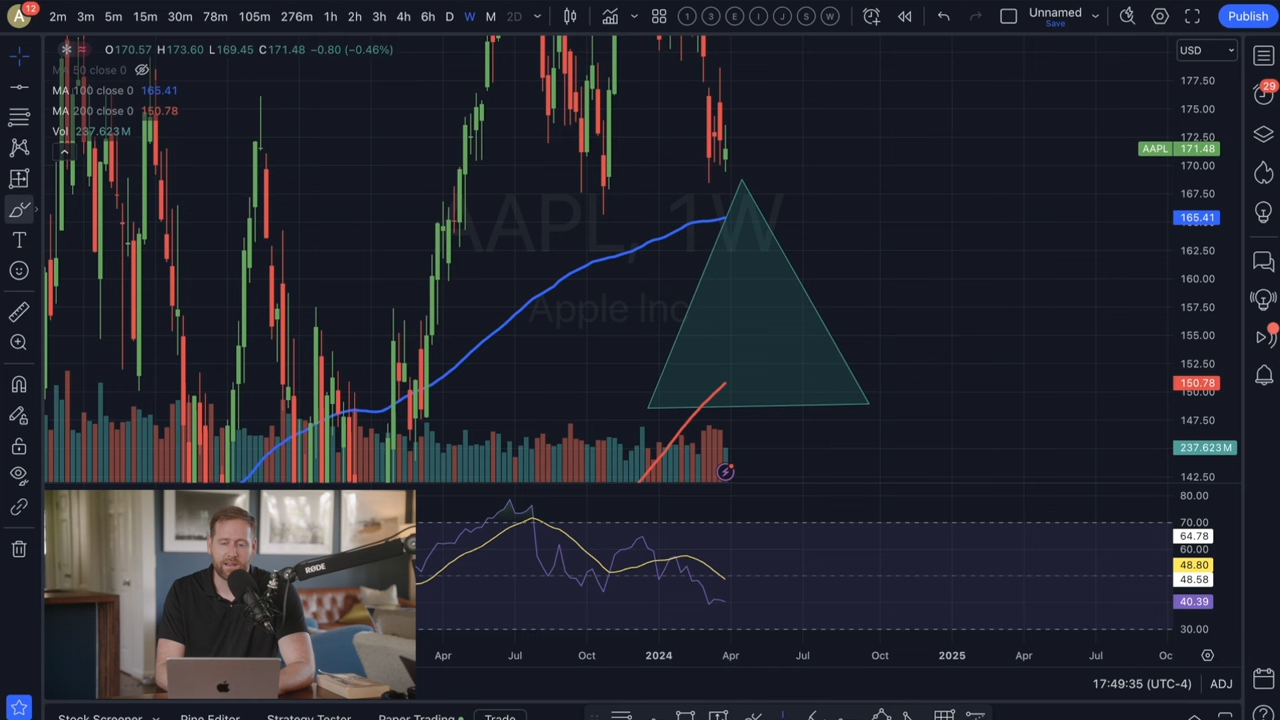 A 12 2m 3m 5m 15m 30m 78m 105m 276m 1h 2h 3h 4h 6h D W M 2D 1 3 E I J S W Unnamed Save Publish
O170.57 H173.60 L169.45 C171.48 −0.80 (−0.46%)
MA 50 close 0
MA 100 close 0 165.41
MA 200 close 0 150.78
Vol 237.623M
USD
177.50
175.00
172.50
AAPL 171.48
170.00
167.50
165.41
162.50
160.00
157.50
155.00
152.50
150.78
150.00
147.50
237.623M
142.50
AAPL, 1W
Apple Inc
29
80.00
70.00
64.78
60.00
48.80
48.58
40.39
30.00
RØDE
Apr Jul Oct 2024 Apr Jul Oct 2025 Apr Jul Oc
17:49:35 (UTC-4) ADJ
Stock Screener Pine Editor Strategy Tester Paper Trading Trade